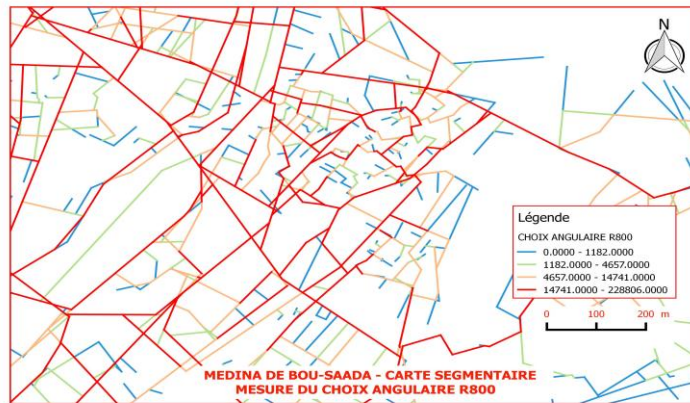 N
Légende
CHOIX ANGULAIRE R800
0.0000 - 1182.0000
1182.0000 - 4657.0000
4657.0000 - 14741.0000
14741.0000 - 228806.0000
0 100 200 m
MEDINA DE BOU-SAADA - CARTE SEGMENTAIRE
MESURE DU CHOIX ANGULAIRE R800